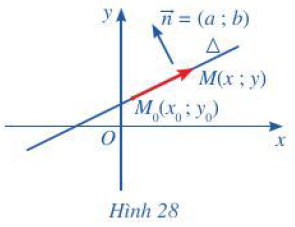 y
n⃗ = (a ; b)
Δ
M(x ; y)
M₀(x₀ ; y₀)
O
x
Hình 28